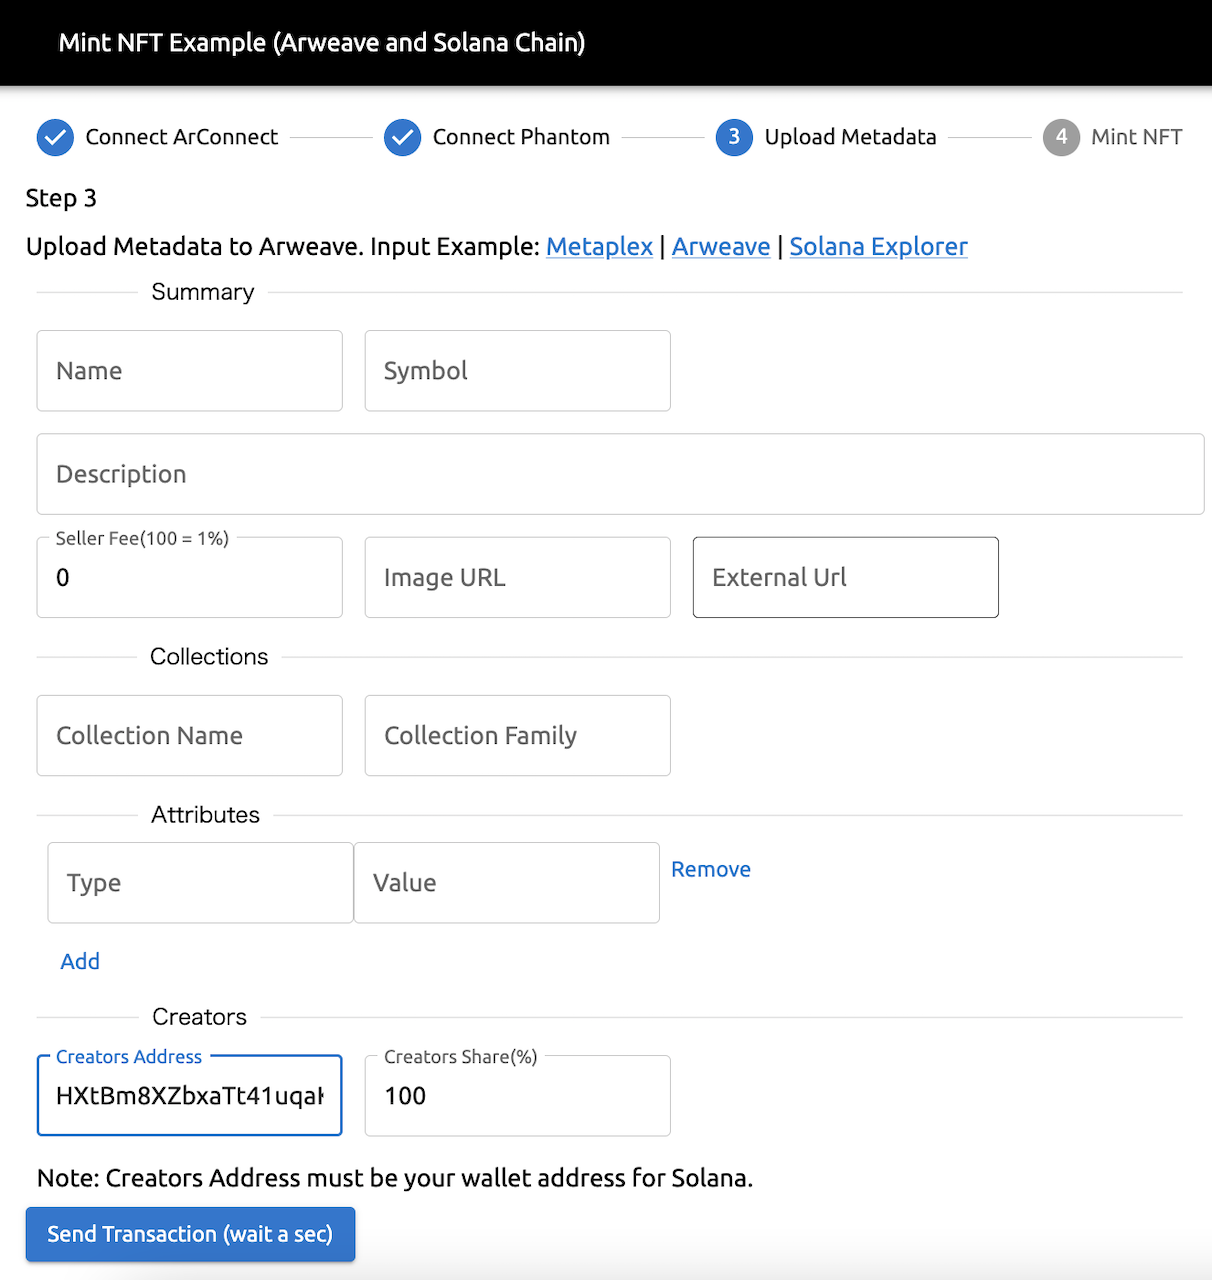 Mint NFT Example (Arweave and Solana Chain)
Connect ArConnect
Connect Phantom
3 Upload Metadata
4 Mint NFT
Step 3
Upload Metadata to Arweave. Input Example: Metaplex | Arweave | Solana Explorer
Summary
Name
Symbol
Description
Seller Fee(100 = 1%)
0
Image URL
External Url
Collections
Collection Name
Collection Family
Attributes
Type
Value
Remove
Add
Creators
Creators Address
Creators Share(%)
HXtBm8XZbxaTt41uqa
100
Note: Creators Address must be your wallet address for Solana.
Send Transaction (wait a sec)